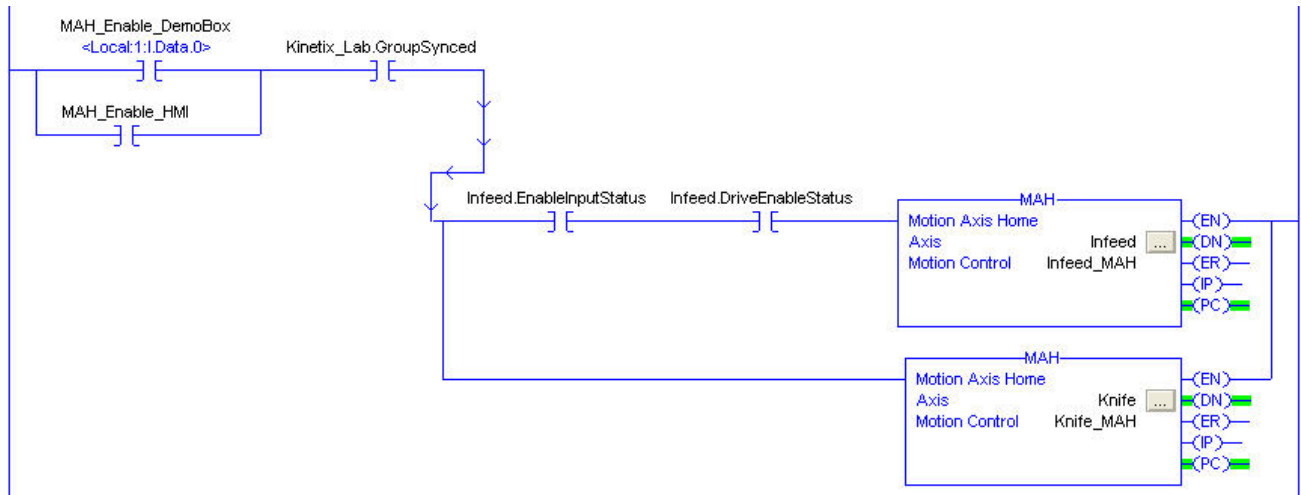 MAH_Enable_DemoBox
<Local:1:I.Data.0>
Kinetix_Lab.GroupSynced
MAH_Enable_HMI
Infeed.EnableInputStatus
Infeed.DriveEnableStatus
MAH
Motion Axis Home
Axis Infeed ...
Motion Control Infeed_MAH
EN
DN
ER
IP
PC
MAH
Motion Axis Home
Axis Knife ...
Motion Control Knife_MAH
EN
DN
ER
IP
PC